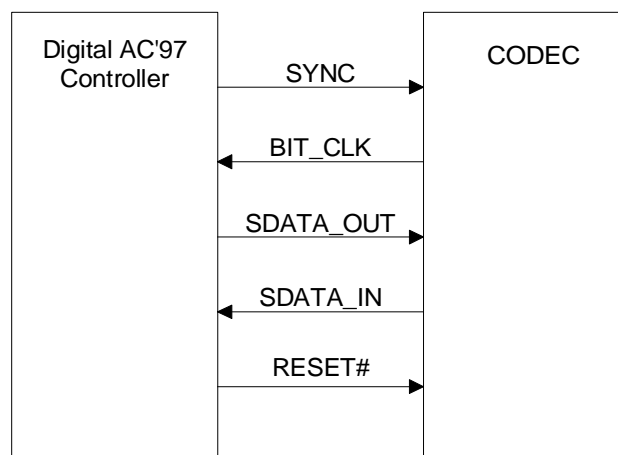 Digital AC'97
Controller
CODEC
SYNC
BIT_CLK
SDATA_OUT
SDATA_IN
RESET#